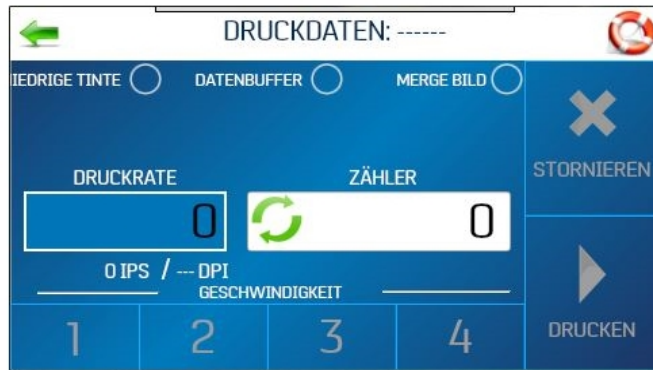 DRUCKDATEN: ------
IEDRIGE TINTE DATENBUFFER MERGE BILD
STORNIEREN
DRUCKRATE ZÄHLER
0 0
0 IPS / --- DPI
GESCHWINDIGKEIT
1 2 3 4
DRUCKEN